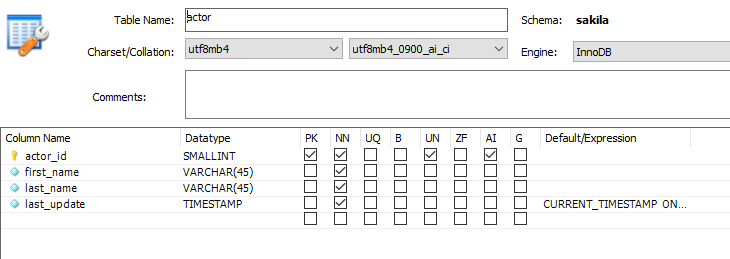 Table Name: actor Schema: sakila
Charset/Collation: utf8mb4 utf8mb4_0900_ai_ci Engine: InnoDB
Comments:
Column Name Datatype PK NN UQ B UN ZF AI G Default/Expression
actor_id SMALLINT
first_name VARCHAR(45)
last_name VARCHAR(45)
last_update TIMESTAMP CURRENT_TIMESTAMP ON...